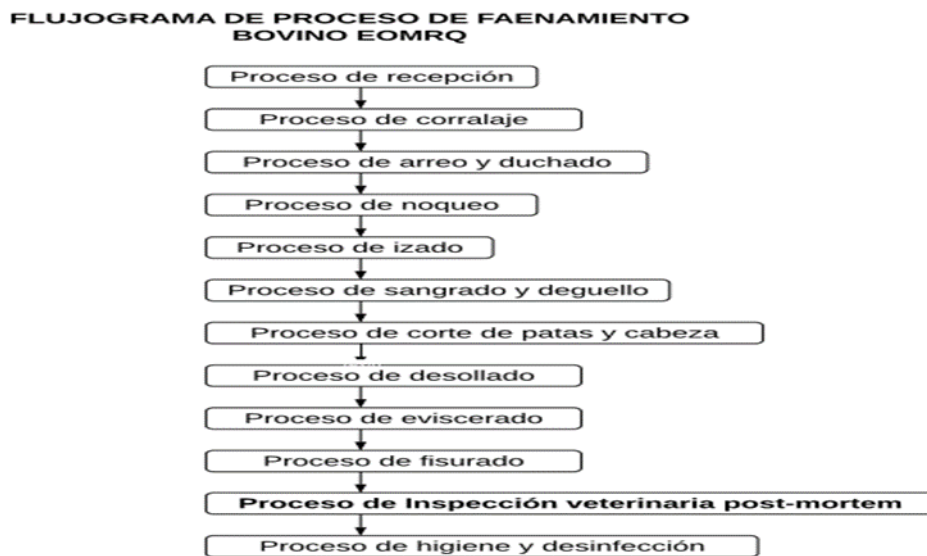 FLUJOGRAMA DE PROCESO DE FAENAMIENTO
BOVINO EOMRQ
Proceso de recepción
Proceso de corralaje
Proceso de arreo y duchado
Proceso de noqueo
Proceso de izado
Proceso de sangrado y deguello
Proceso de corte de patas y cabeza
Proceso de desollado
Proceso de eviscerado
Proceso de fisurado
Proceso de Inspección veterinaria post-mortem
Proceso de higiene y desinfección